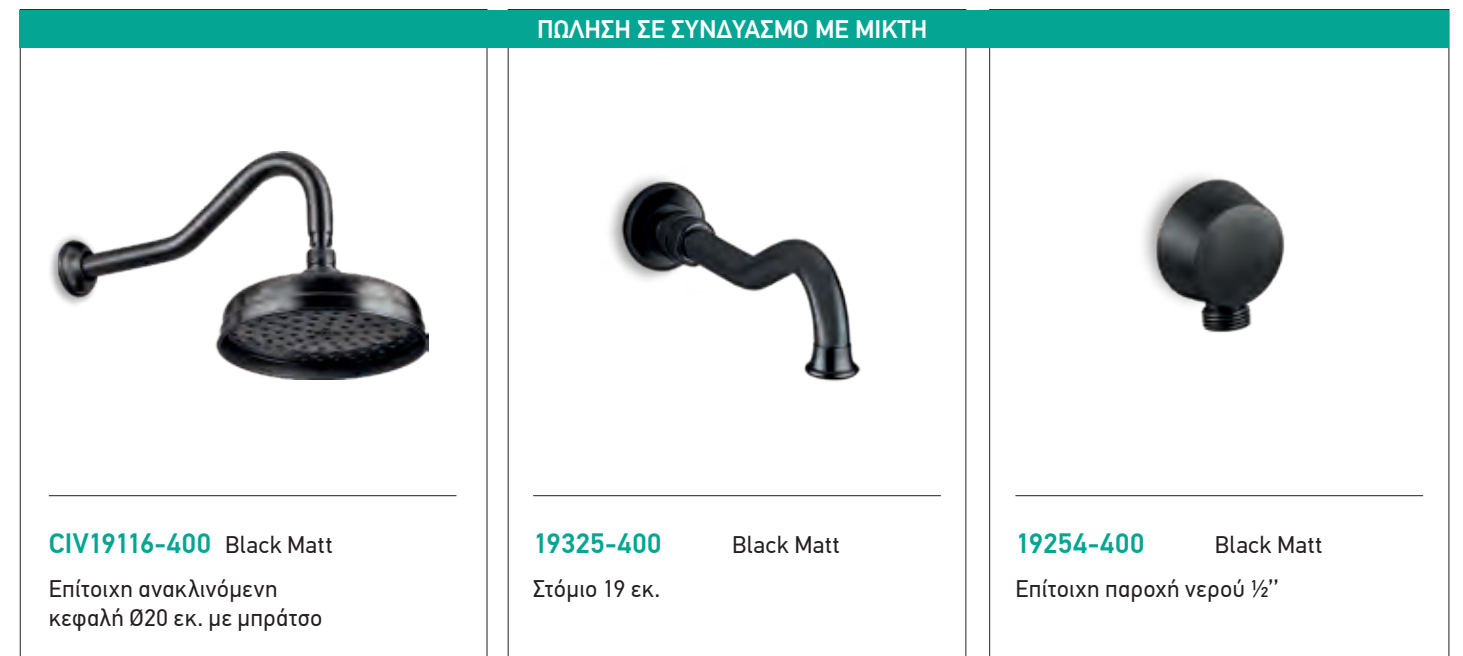 ΠΩΛΗΣΗ ΣΕ ΣΥΝΔΥΑΣΜΟ ΜΕ ΜΙΚΤΗ
CIV19116-400 Black Matt
Επίτοιχη ανακλινόμενη
κεφαλή Ø20 εκ. με μπράτσο
19325-400 Black Matt
Στόμιο 19 εκ.
19254-400 Black Matt
Επίτοιχη παροχή νερού ½’’